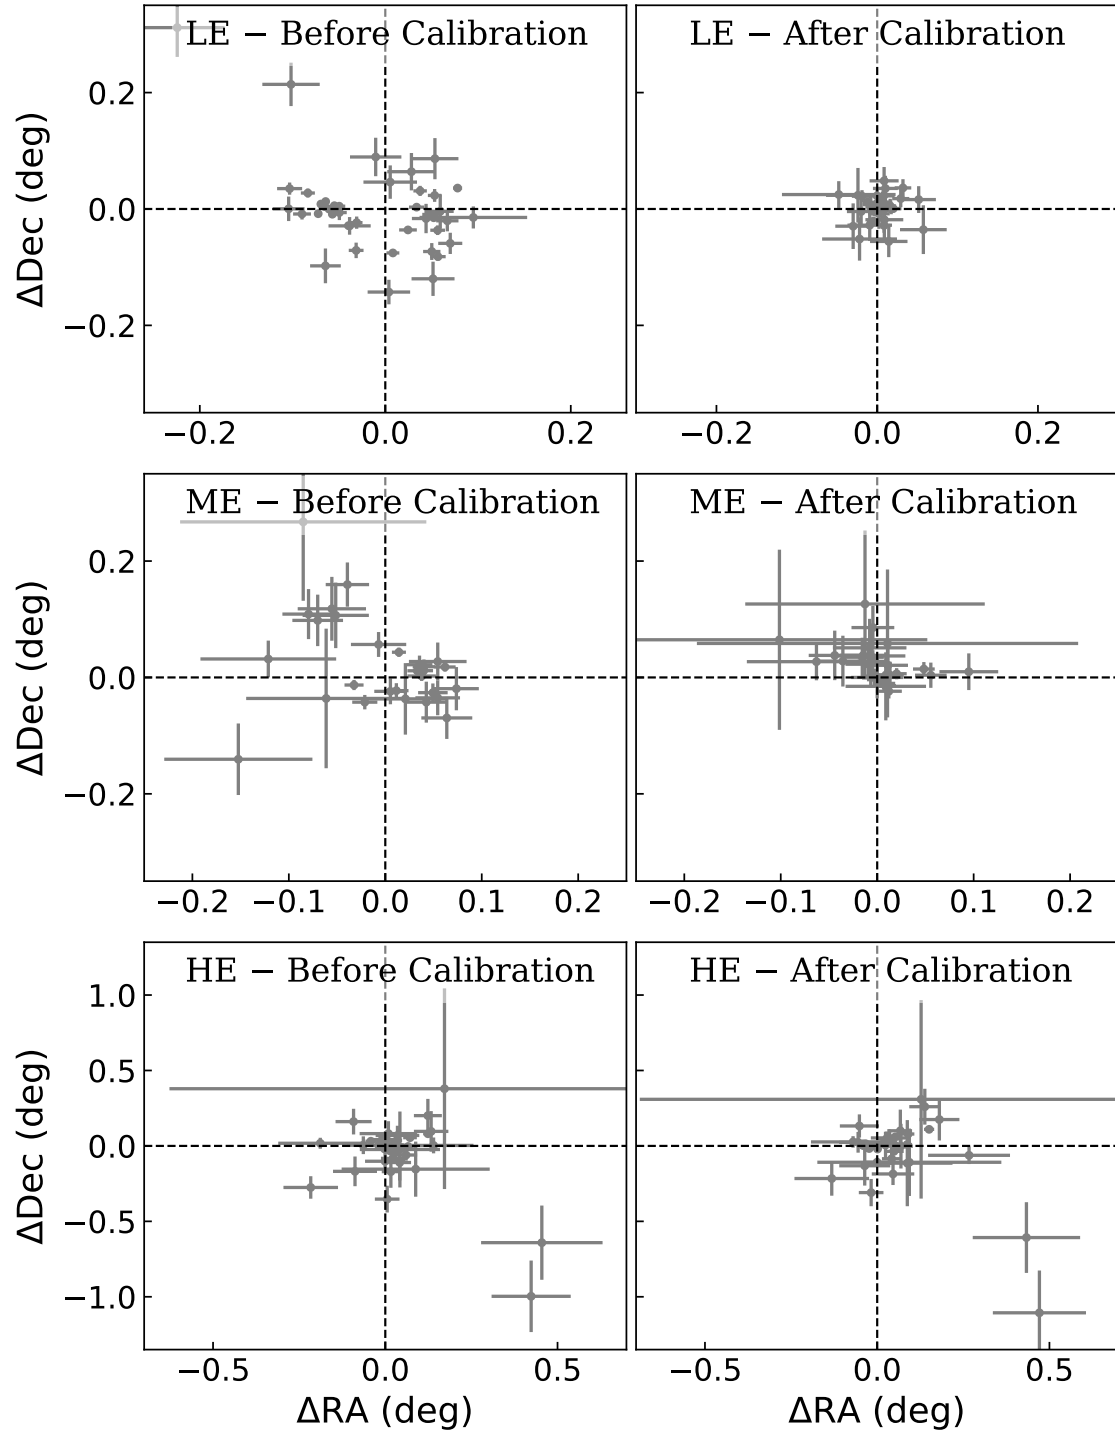 LE − Before Calibration
LE − After Calibration
ΔDec (deg)
0.2
0.0
−0.2
−0.2 0.0 0.2
−0.2 0.0 0.2
ME − Before Calibration
ME − After Calibration
ΔDec (deg)
0.2
0.0
−0.2
−0.2 −0.1 0.0 0.1 0.2
−0.2 −0.1 0.0 0.1 0.2
HE − Before Calibration
HE − After Calibration
ΔDec (deg)
1.0
0.5
0.0
−0.5
−1.0
−0.5 0.0 0.5
−0.5 0.0 0.5
ΔRA (deg)
ΔRA (deg)